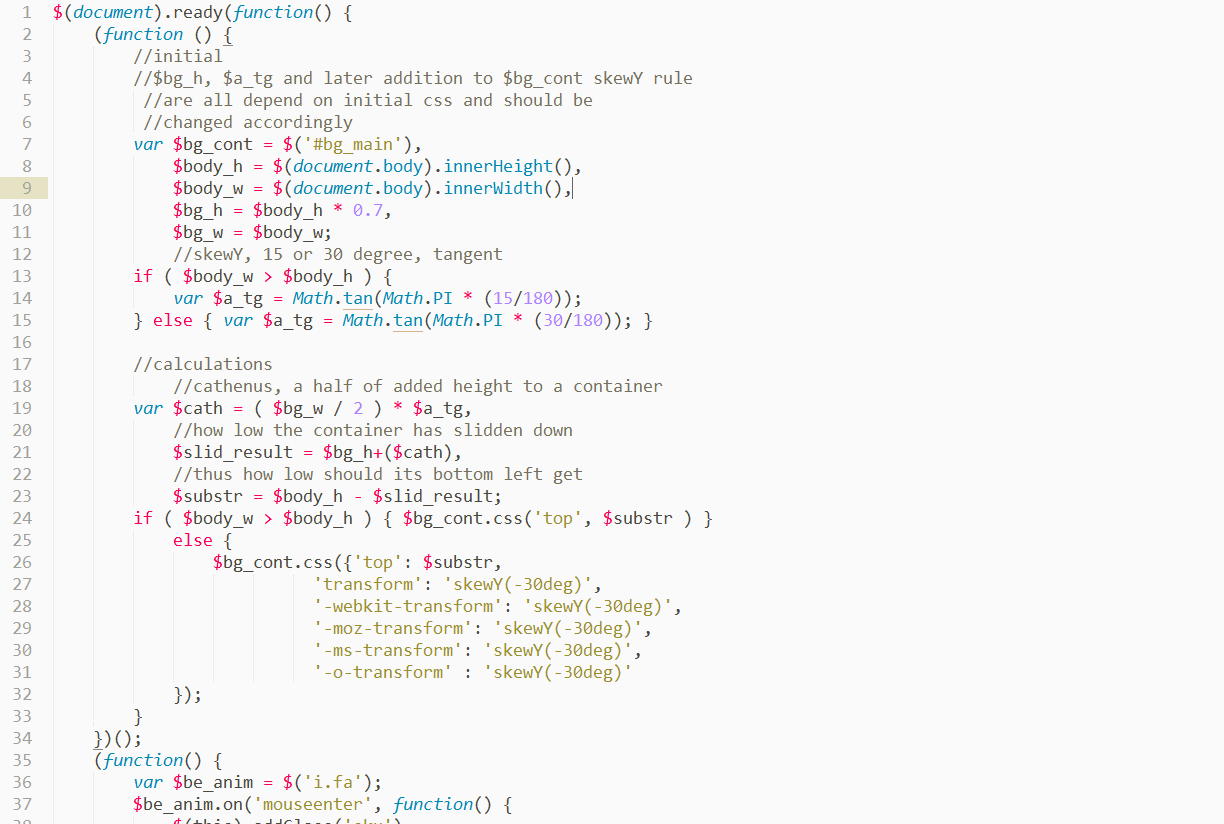 1 $(document).ready(function() {
2 (function () {
3 //initial
4 //$bg_h, $a_tg and later addition to $bg_cont skewY rule
5 //are all depend on initial css and should be
6 //changed accordingly
7 var $bg_cont = $('#bg_main'),
8 $body_h = $(document.body).innerHeight(),
9 $body_w = $(document.body).innerWidth(),
10 $bg_h = $body_h * 0.7,
11 $bg_w = $body_w;
12 //skewY, 15 or 30 degree, tangent
13 if ( $body_w > $body_h ) {
14 var $a_tg = Math.tan(Math.PI * (15/180));
15 } else { var $a_tg = Math.tan(Math.PI * (30/180)); }
16
17 //calculations
18 //cathenus, a half of added height to a container
19 var $cath = ( $bg_w / 2 ) * $a_tg,
20 //how low the container has slidden down
21 $slid_result = $bg_h+($cath),
22 //thus how low should its bottom left get
23 $substr = $body_h - $slid_result;
24 if ( $body_w > $body_h ) { $bg_cont.css('top', $substr ) }
25 else {
26 $bg_cont.css({'top': $substr,
27 'transform': 'skewY(-30deg)',
28 '-webkit-transform': 'skewY(-30deg)',
29 '-moz-transform': 'skewY(-30deg)',
30 '-ms-transform': 'skewY(-30deg)',
31 '-o-transform' : 'skewY(-30deg)'
32 });
33 }
34 })();
35 (function() {
36 var $be_anim = $('i.fa');
37 $be_anim.on('mouseenter', function() {